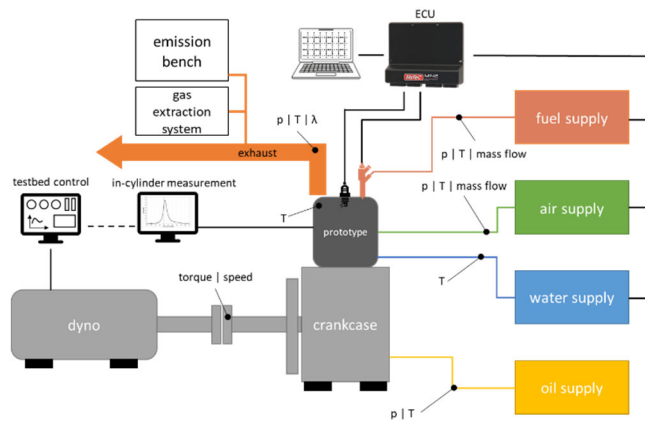 ECU
emission
bench
gas
extraction
system
p | T | λ
exhaust
fuel supply
p | T | mass flow
testbed control
in-cylinder measurement
p | T | mass flow
air supply
T
prototype
T
torque | speed
water supply
dyno
crankcase
oil supply
p | T